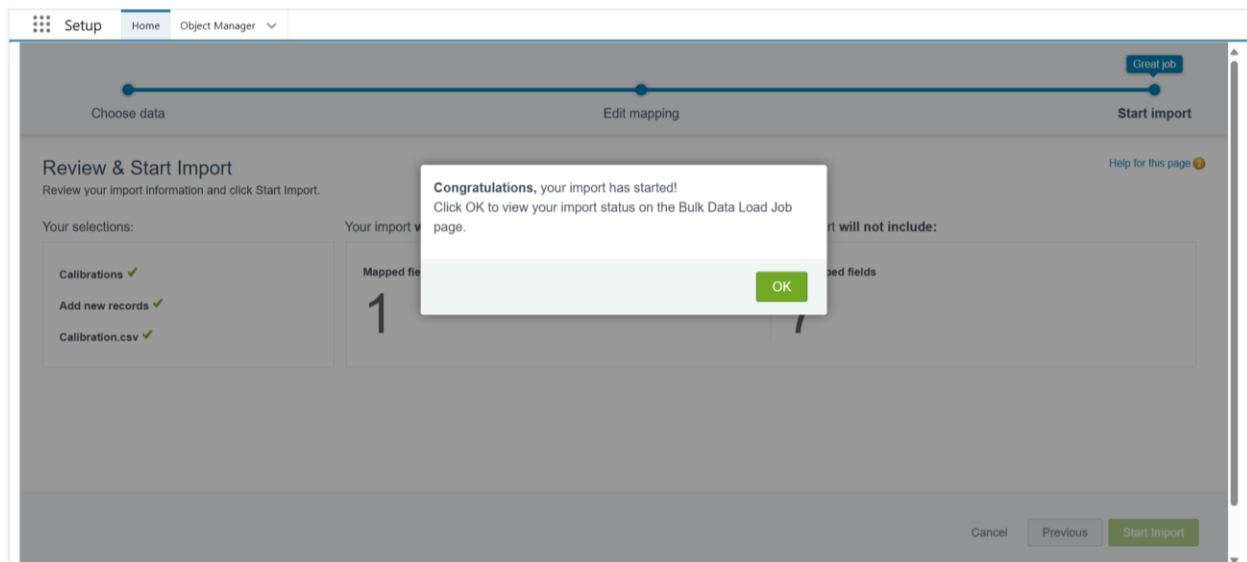 Setup Home Object Manager
Great job
Choose data Edit mapping Start import
Review & Start Import
Help for this page
Review your import information and click Start Import.
Congratulations, your import has started!
Click OK to view your import status on the Bulk Data Load Job
page.
OK
Your selections:
Your import
will not include:
Calibrations
Add new records
Calibration.csv
Mapped
1
fields
7
Cancel Previous Start Import